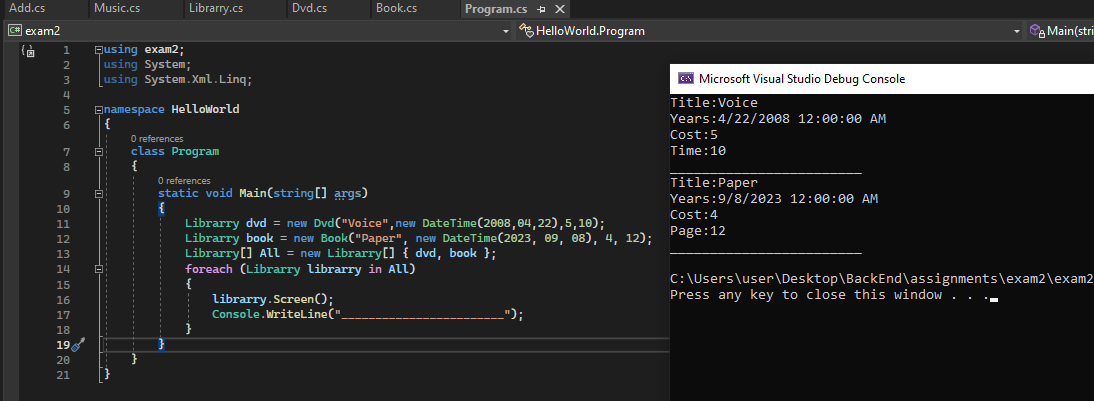 Add.cs Music.cs Librarry.cs Dvd.cs Book.cs Program.cs
exam2 HelloWorld.Program Main(stri
1 using exam2;
2 using System;
3 using System.Xml.Linq;
4
5 namespace HelloWorld
6 {
0 references
7 class Program
8 {
0 references
9 static void Main(string[] args)
10 {
11 Librarry dvd = new Dvd("Voice",new DateTime(2008,04,22),5,10);
12 Librarry book = new Book("Paper", new DateTime(2023, 09, 08), 4, 12);
13 Librarry[] All = new Librarry[] { dvd, book };
14 foreach (Librarry librarry in All)
15 {
16 librarry.Screen();
17 Console.WriteLine("________________________");
18 }
19 }
20 }
21 }
Microsoft Visual Studio Debug Console
Title:Voice
Years:4/22/2008 12:00:00 AM
Cost:5
Time:10
________________________
Title:Paper
Years:9/8/2023 12:00:00 AM
Cost:4
Page:12
________________________
C:\Users\user\Desktop\BackEnd\assignments\exam2\exam2
Press any key to close this window . . .